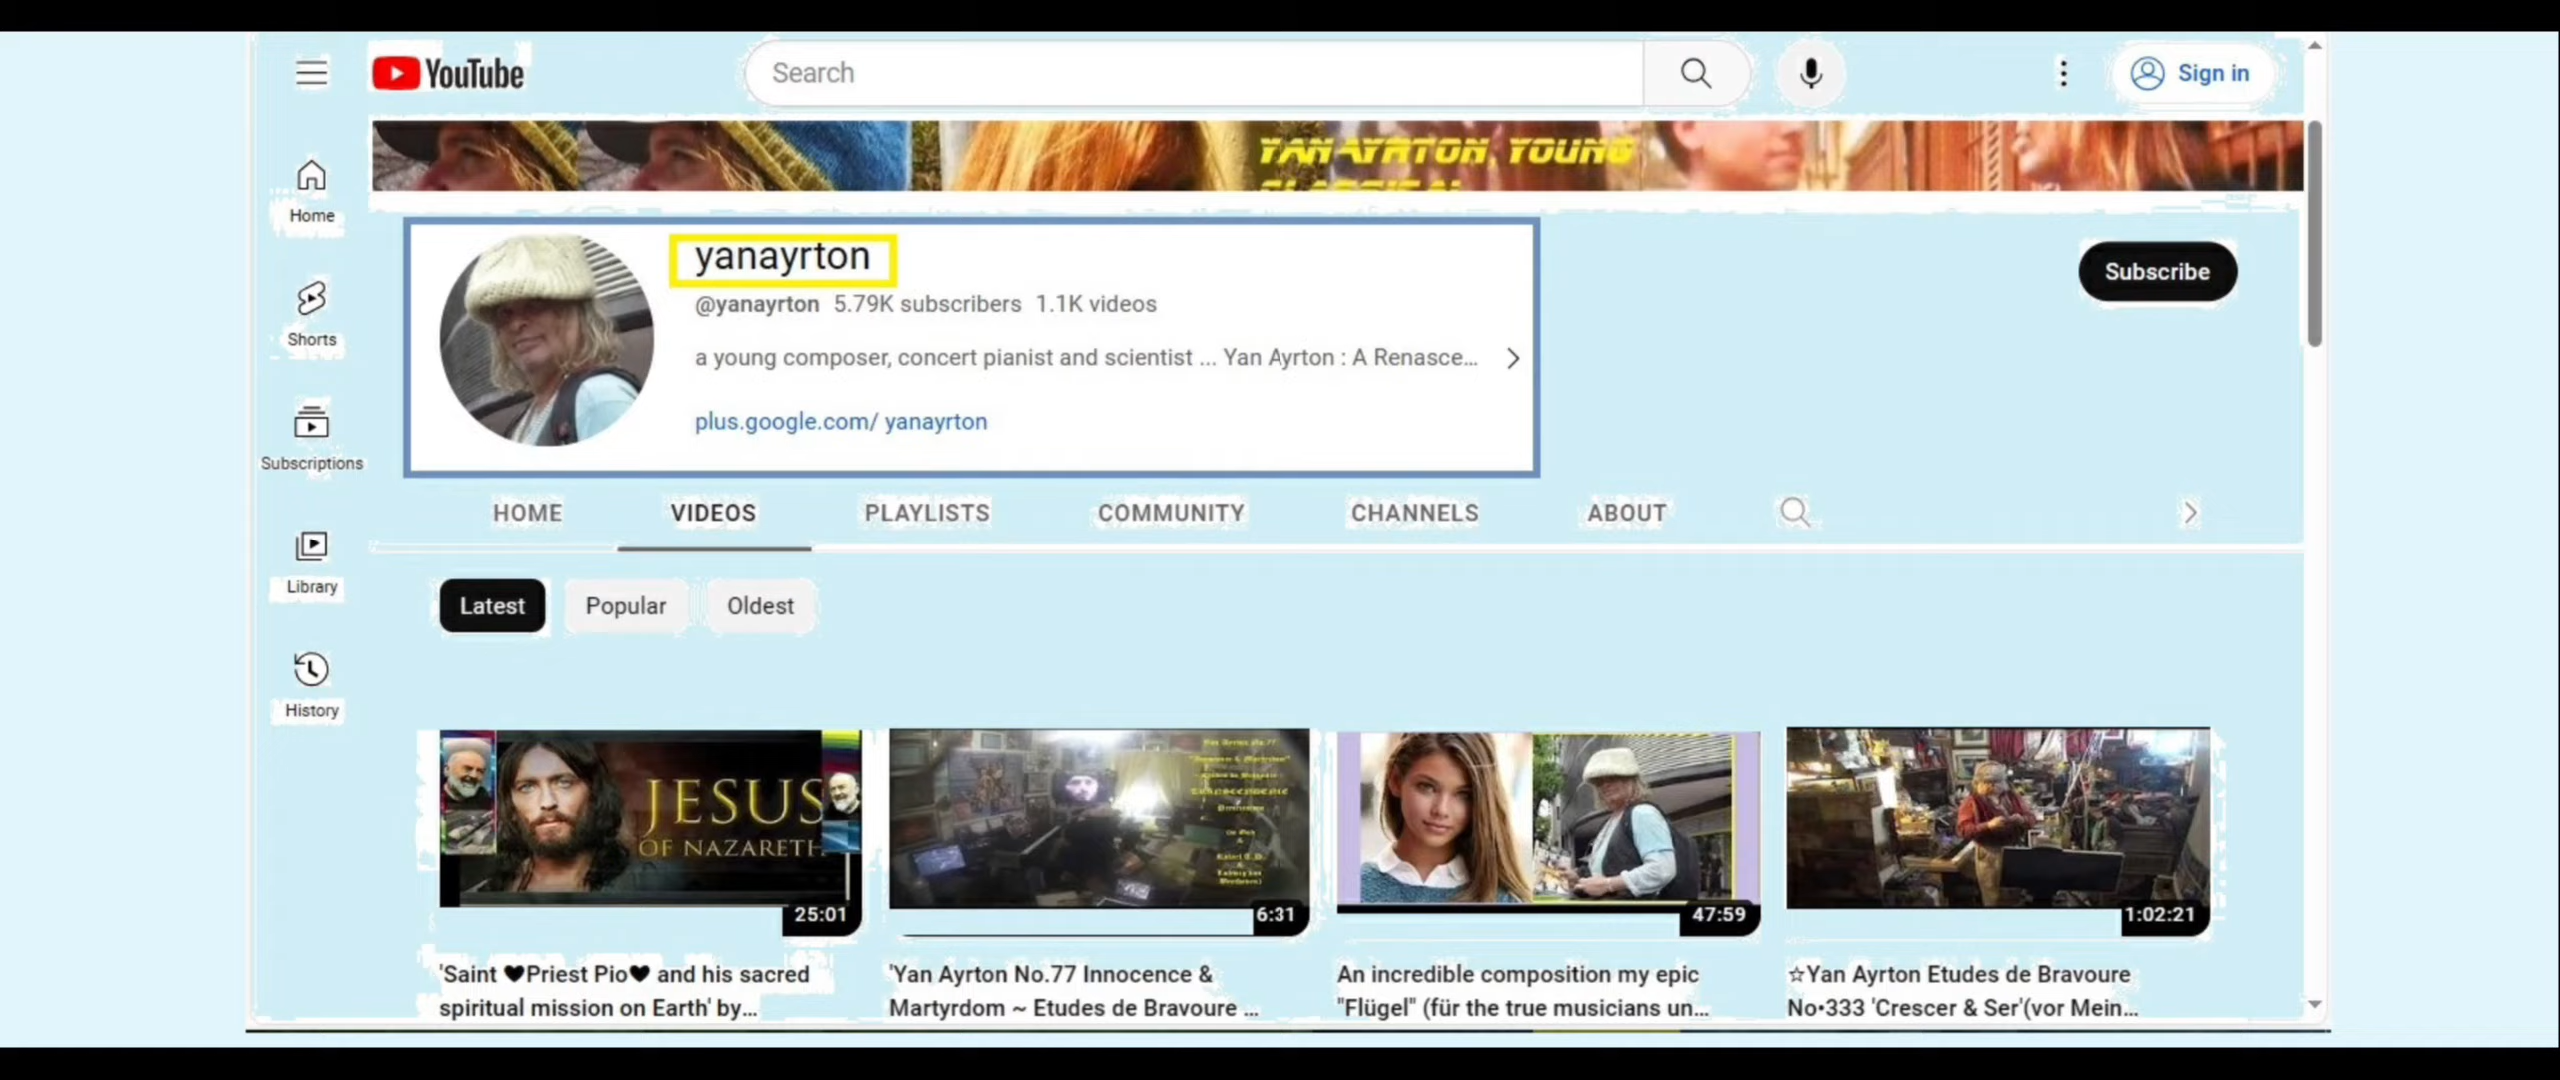 YouTube
Search
Sign in
YAN AYRTON, YOUNG
CLASSICAL
Home
Shorts
Subscriptions
Library
History
yanayrton
@yanayrton 5.79K subscribers 1.1K videos
a young composer, concert pianist and scientist ... Yan Ayrton : A Renasce...
plus.google.com/ yanayrton
Subscribe
HOME VIDEOS PLAYLISTS COMMUNITY CHANNELS ABOUT
Latest Popular Oldest
JESUS
OF NAZARETH
25:01
6:31
47:59
1:02:21
'Saint ♥Priest Pio♥ and his sacred
spiritual mission on Earth' by...
'Yan Ayrton No.77 Innocence &
Martyrdom ~ Etudes de Bravoure ...
An incredible composition my epic
"Flügel" (für the true musicians un...
☆Yan Ayrton Etudes de Bravoure
No•333 'Crescer & Ser'(vor Mein...